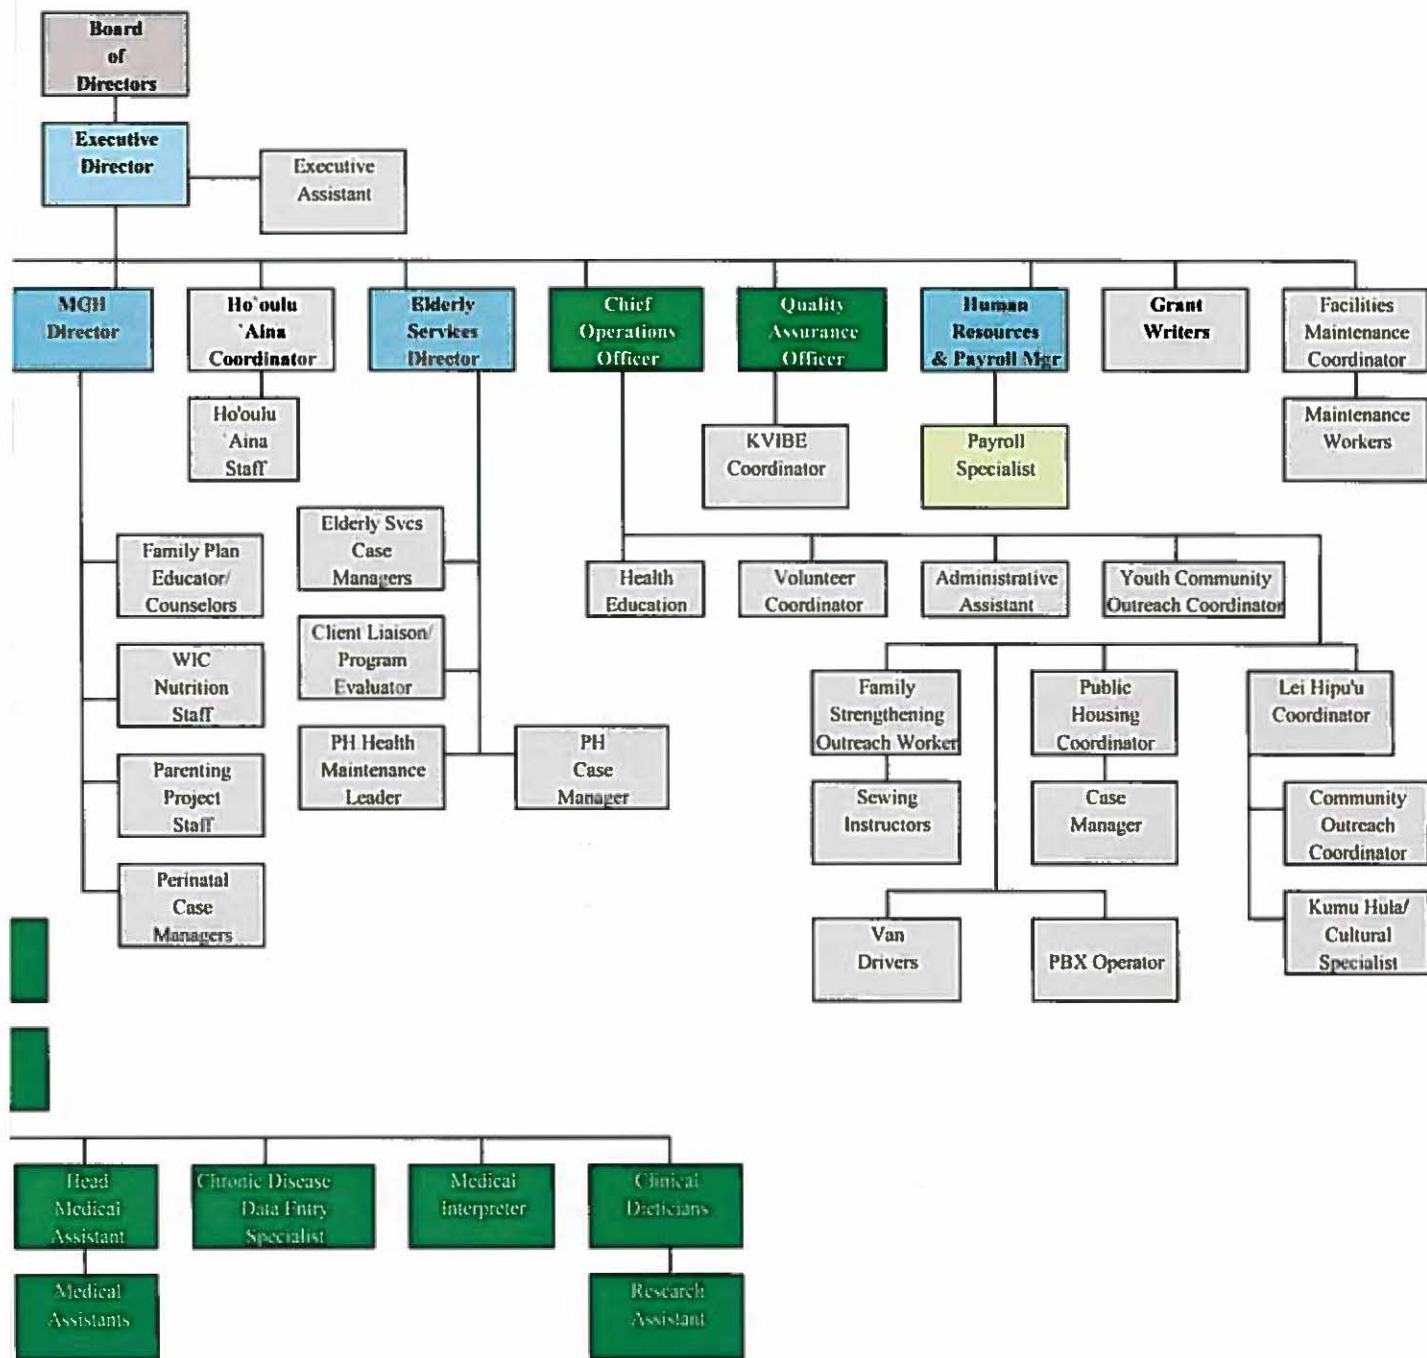 Board
of
Directors
Executive
Director
Executive
Assistant
MCH
Director
Ho`oulu
`Aina
Coordinator
Elderly
Services
Director
Chief
Operations
Officer
Quality
Assurance
Officer
Human
Resources
& Payroll Mgr
Grant
Writers
Facilities
Maintenance
Coordinator
Ho'oulu
`Aina
Staff
KVIBE
Coordinator
Payroll
Specialist
Maintenance
Workers
Family Plan
Educator/
Counselors
Elderly Svcs
Case
Managers
Health
Education
Volunteer
Coordinator
Administrative
Assistant
Youth Community
Outreach Coordinator
WIC
Nutrition
Staff
Client Liaison/
Program
Evaluator
Family
Strengthening
Outreach Worker
Public
Housing
Coordinator
Lei Hipu'u
Coordinator
Parenting
Project
Staff
PH Health
Maintenance
Leader
PH
Case
Manager
Sewing
Instructors
Case
Manager
Community
Outreach
Coordinator
Perinatal
Case
Managers
Van
Drivers
PBX Operator
Kumu Hula/
Cultural
Specialist
Head
Medical
Assistant
Chronic Disease
Data Entry
Specialist
Medical
Interpreter
Clinical
Dieticians
Medical
Assistants
Research
Assistant